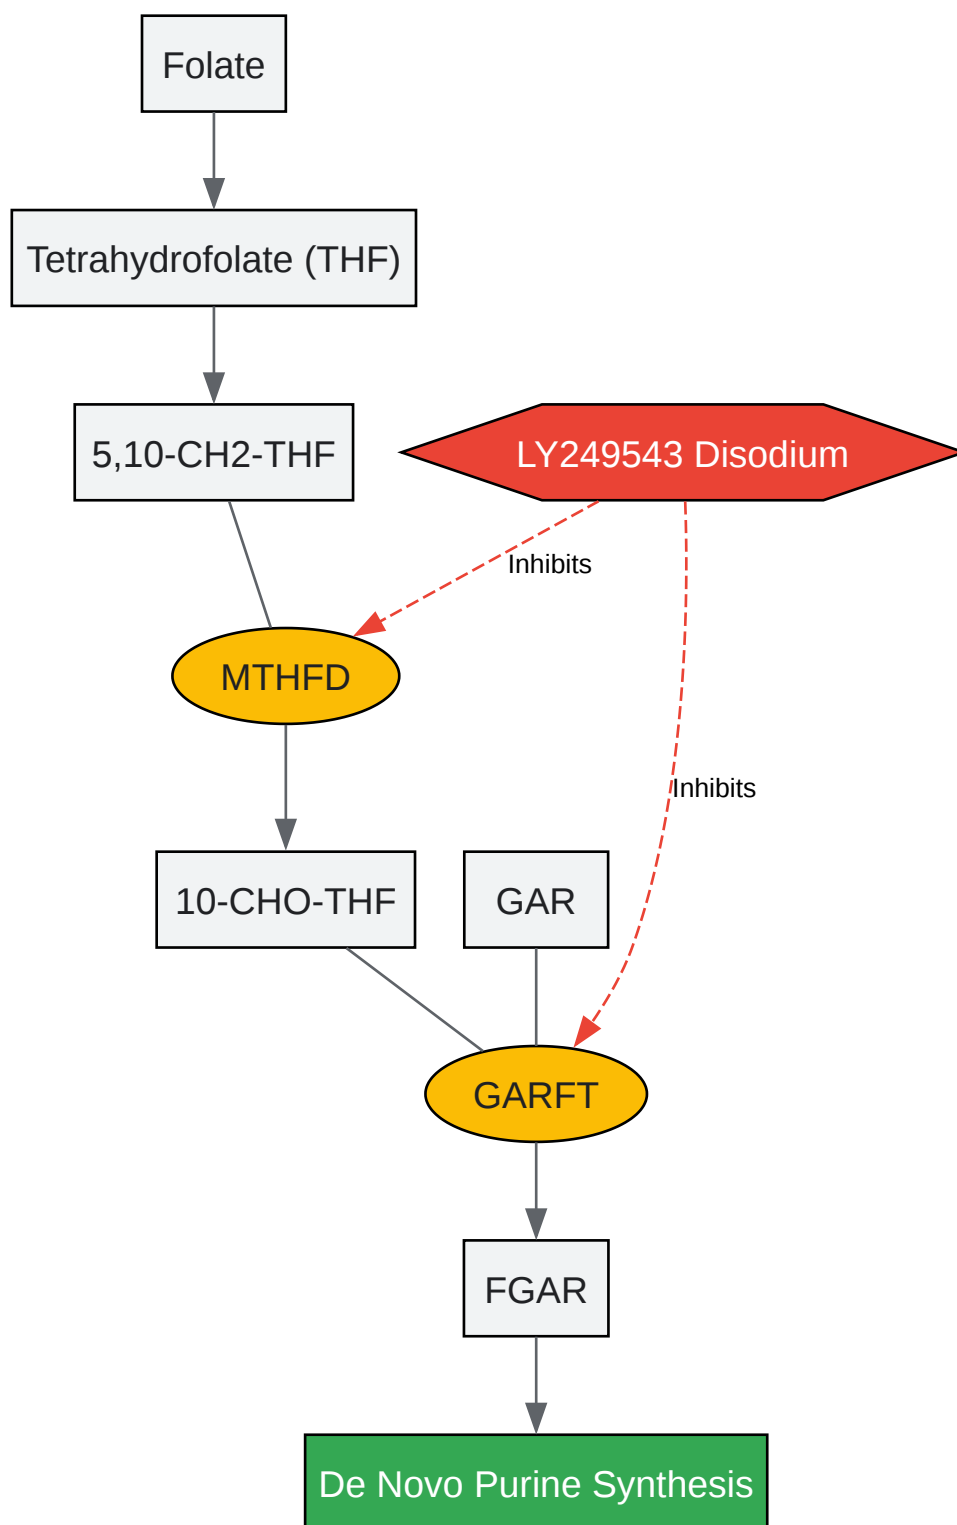 Folate
Tetrahydrofolate (THF)
5,10-CH2-THF
LY249543 Disodium
Inhibits
MTHFD
Inhibits
10-CHO-THF
GAR
GARFT
FGAR
De Novo Purine Synthesis